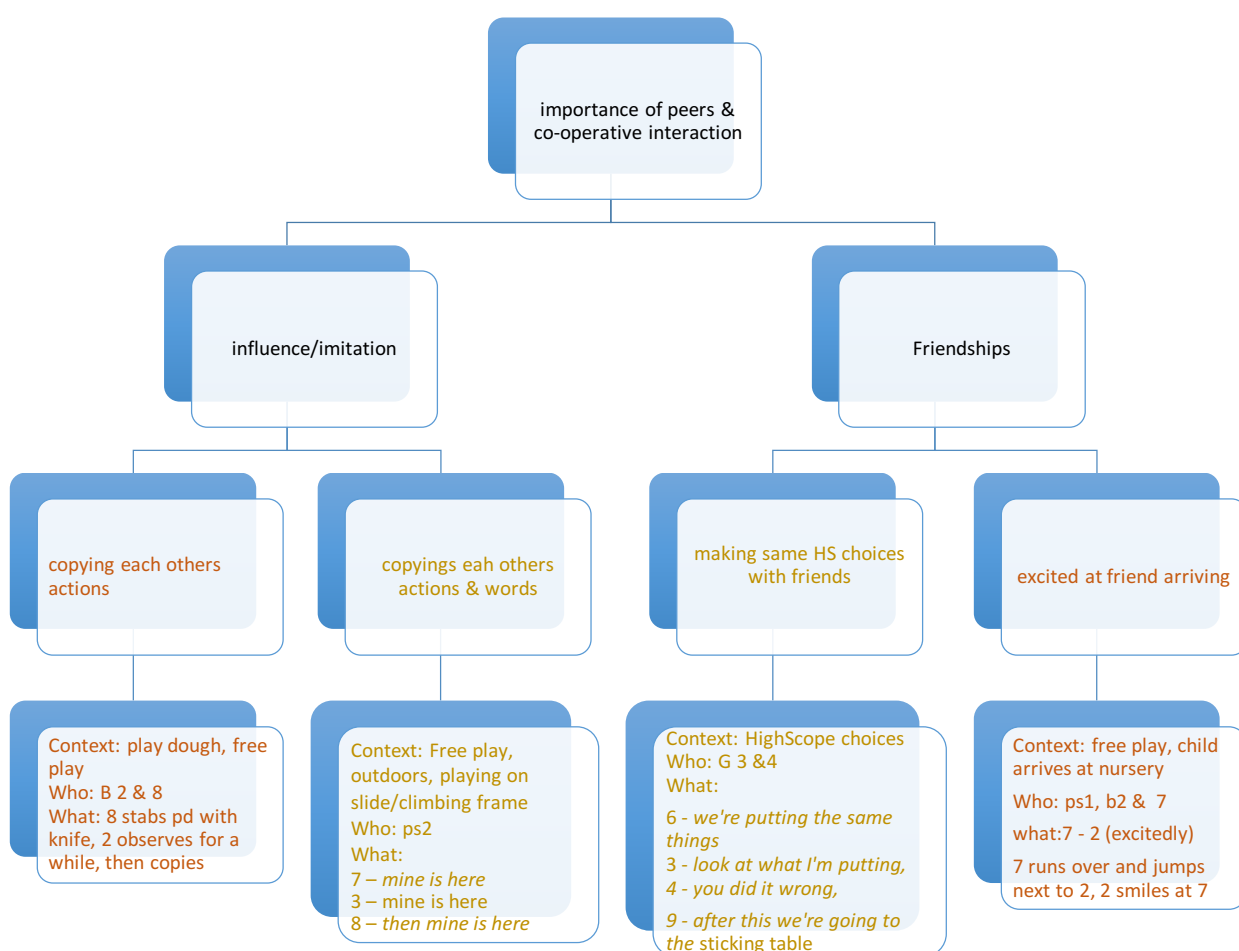 importance of peers &
co-operative interaction
influence/imitation
Friendships
copying each others
actions
copyings eah others
actions & words
making same HS choices
with friends
excited at friend arriving
Context: play dough, free
play
Who: B 2 & 8
What: 8 stabs pd with
knife, 2 observes for a
while, then copies
Context: Free play,
outdoors, playing on
slide/climbing frame
Who: ps2
What:
7 – mine is here
3 – mine is here
8 – then mine is here
Context: HighScope choices
Who: G 3 &4
What:
6 - we're putting the same
things
3 - look at what I'm putting,
4 - you did it wrong,
9 - after this we're going to
the sticking table
Context: free play, child
arrives at nursery
Who: ps1, b2 & 7
what:7 - 2 (excitedly)
7 runs over and jumps
next to 2, 2 smiles at 7